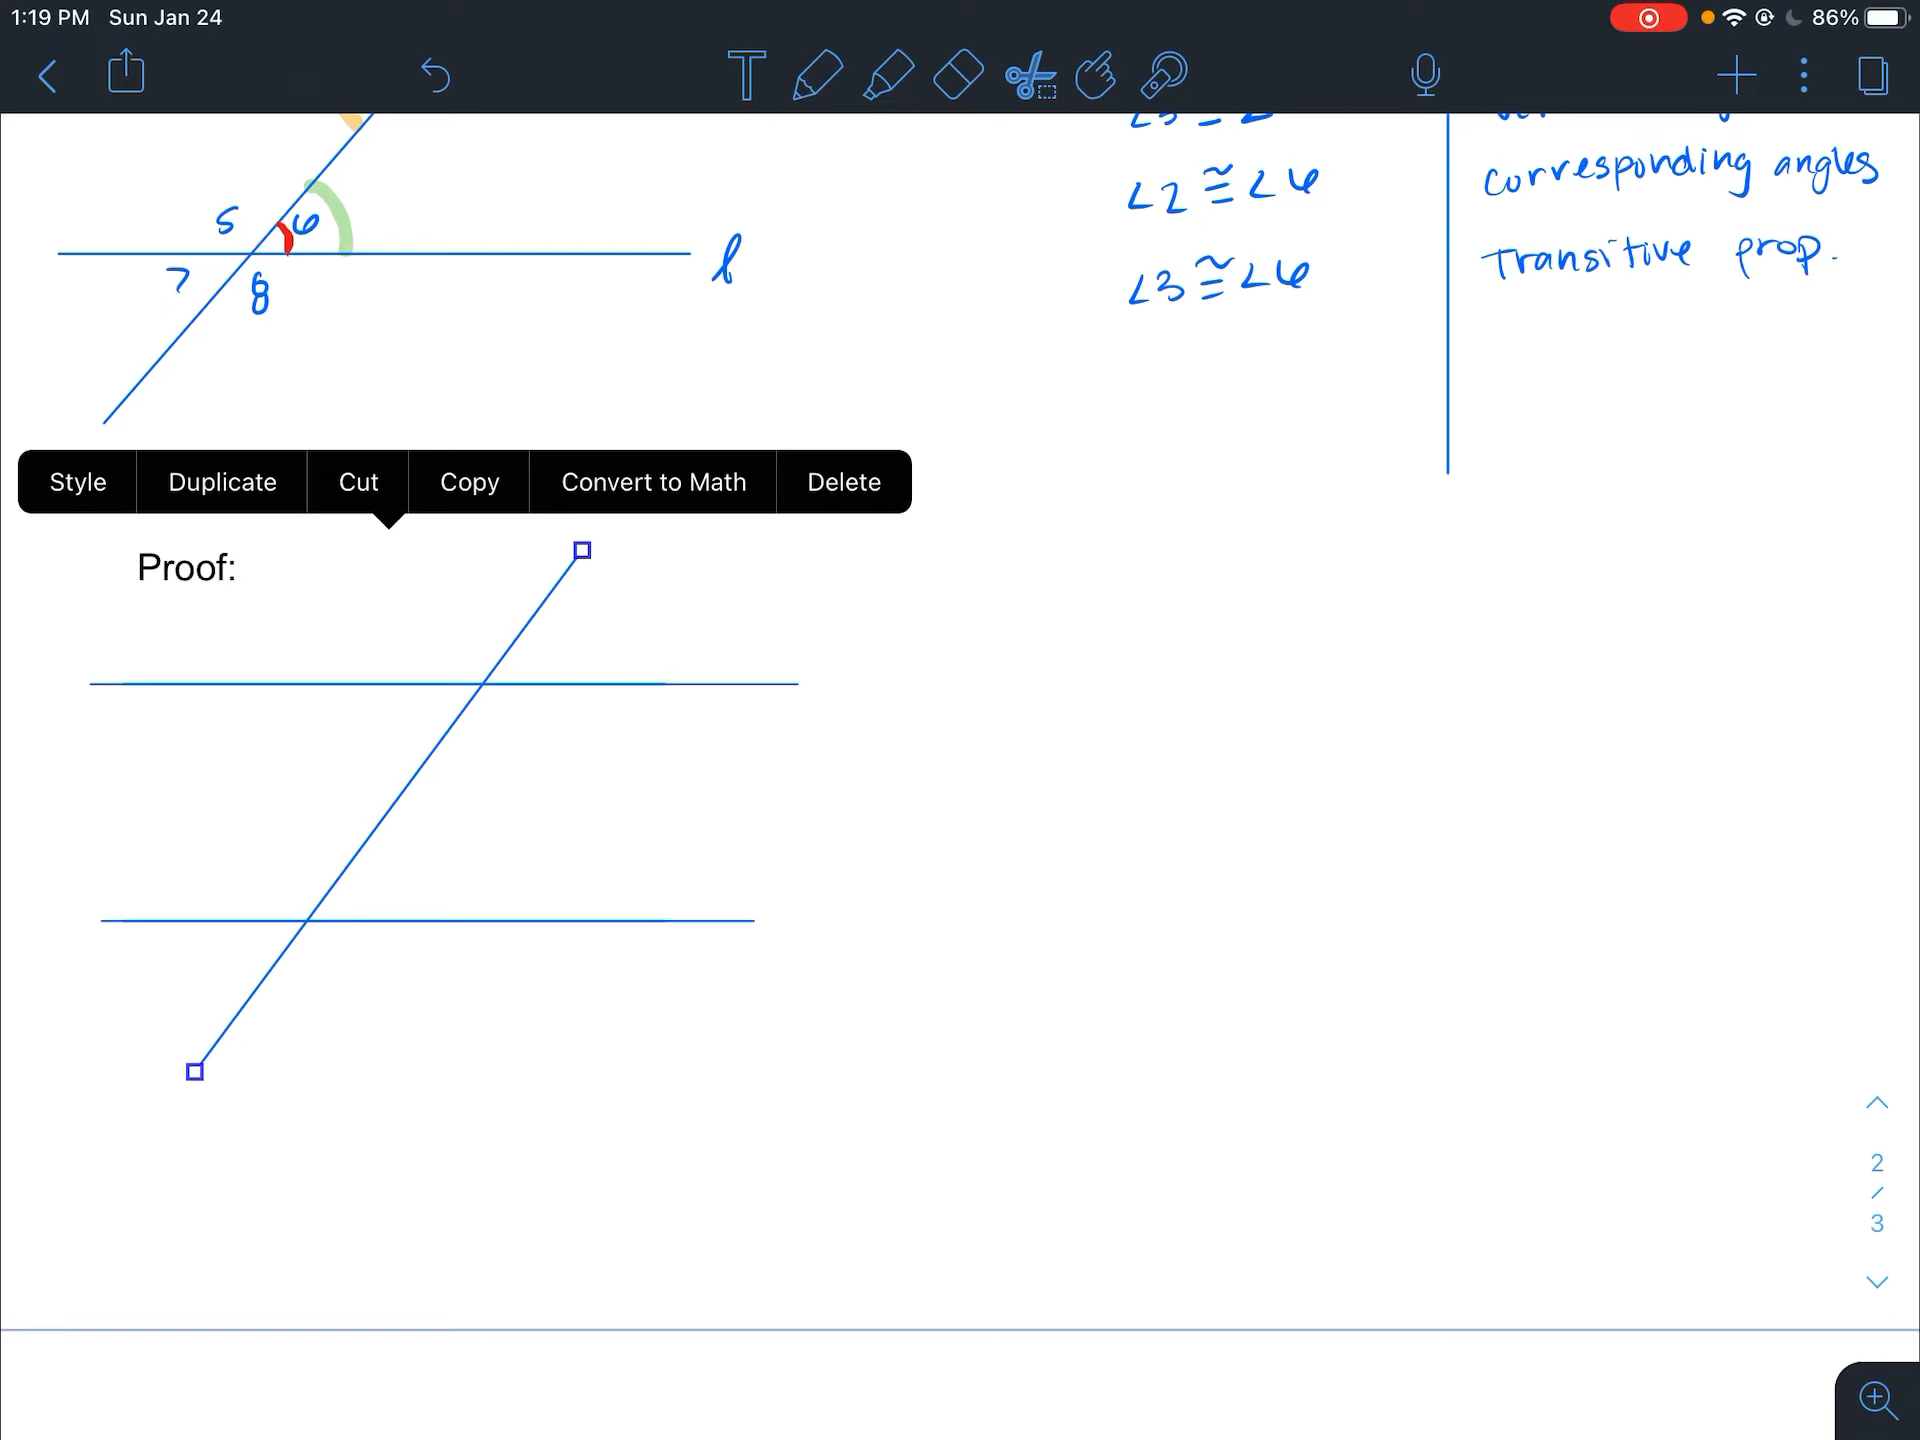 1:19 PM Sun Jan 24
86%
corresponding angles
∠2 ≅ ∠6
Transitive prop.
∠3 ≅ ∠6
5
6
7
8
l
Style Duplicate Cut Copy Convert to Math Delete
Proof:
2
/
3